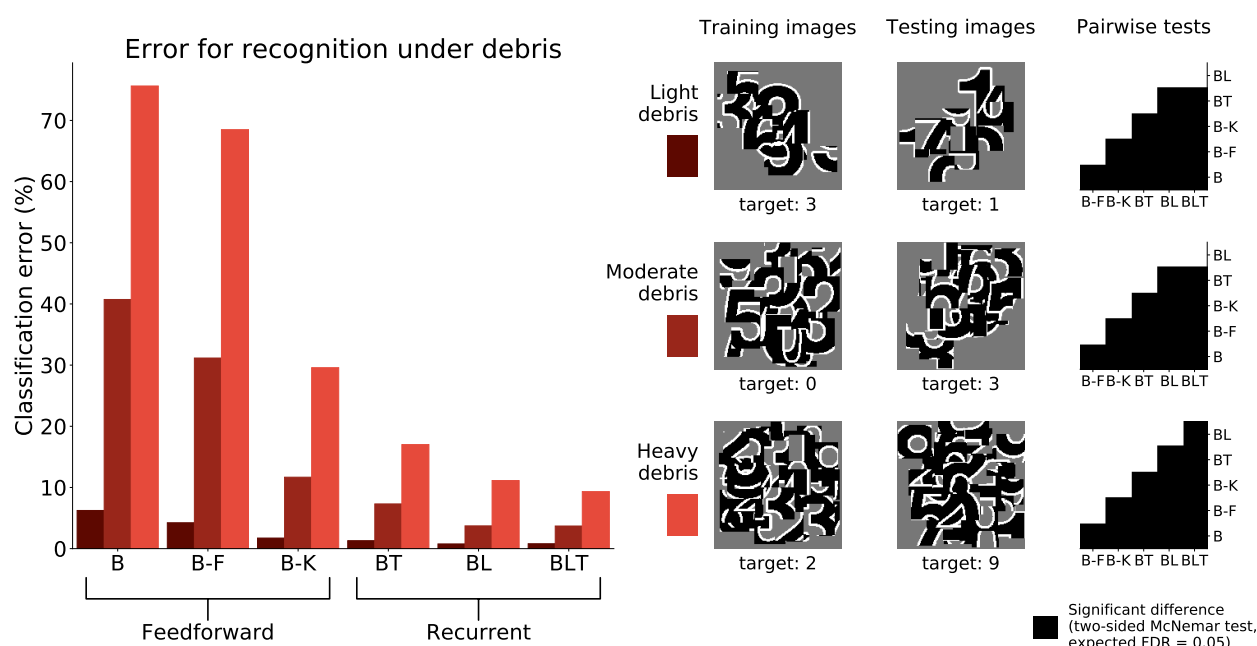 Error for recognition under debris
Classification error (%)
70
60
50
40
30
20
10
0
B B-F B-K BT BL BLT
Feedforward Recurrent
Training images Testing images Pairwise tests
Light
debris
target: 3 target: 1
BL
BT
B-K
B-F
B
B-F B-K BT BL BLT
Moderate
debris
target: 0 target: 3
BL
BT
B-K
B-F
B
B-F B-K BT BL BLT
Heavy
debris
target: 2 target: 9
BL
BT
B-K
B-F
B
B-F B-K BT BL BLT
Significant difference
(two-sided McNemar test,
expected FDR = 0.05)